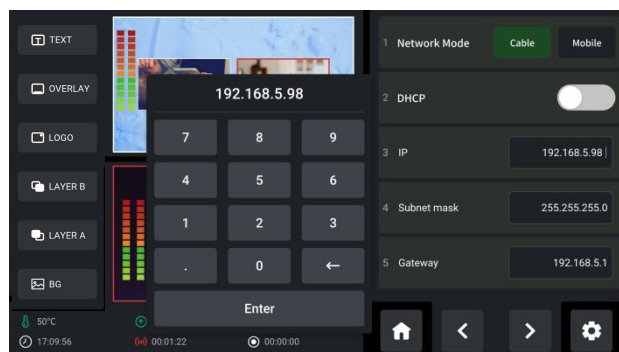 TEXT
OVERLAY
LOGO
LAYER B
LAYER A
BG
50°C
17:09:56
00:01:22
00:00:00
192.168.5.98
7 8 9
4 5 6
1 2 3
. 0 ←
Enter
1 Network Mode Cable Mobile
2 DHCP
3 IP 192.168.5.98
4 Subnet mask 255.255.255.0
5 Gateway 192.168.5.1